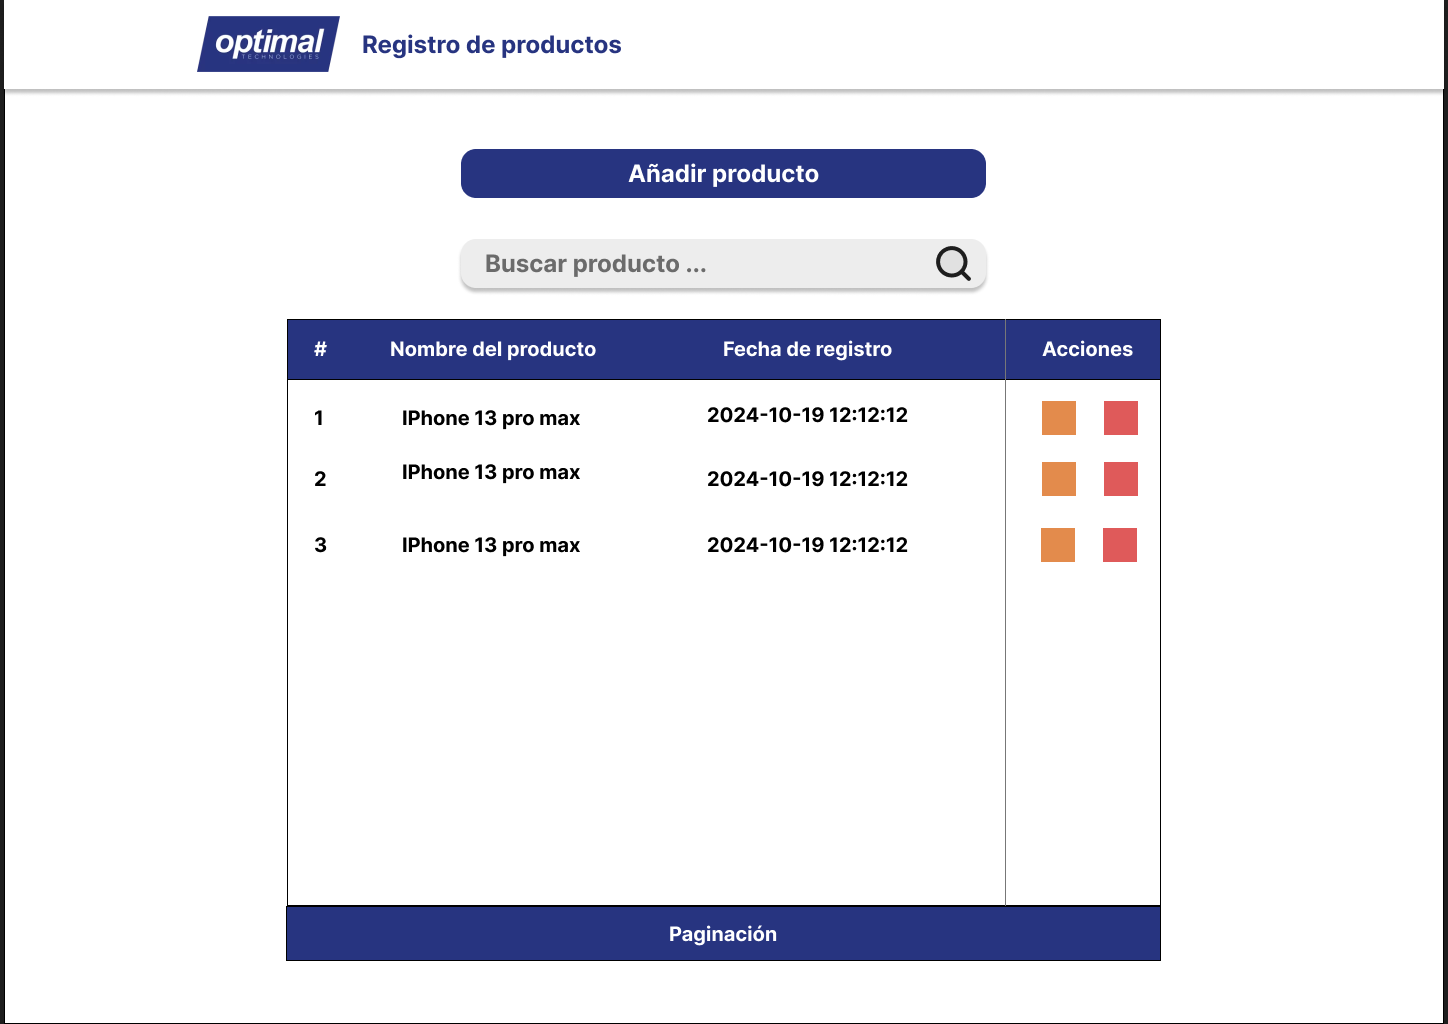 optimal
TECHNOLOGIES
Registro de productos
Añadir producto
Buscar producto ...
# Nombre del producto Fecha de registro Acciones
1 IPhone 13 pro max 2024-10-19 12:12:12
2 IPhone 13 pro max 2024-10-19 12:12:12
3 IPhone 13 pro max 2024-10-19 12:12:12
Paginación